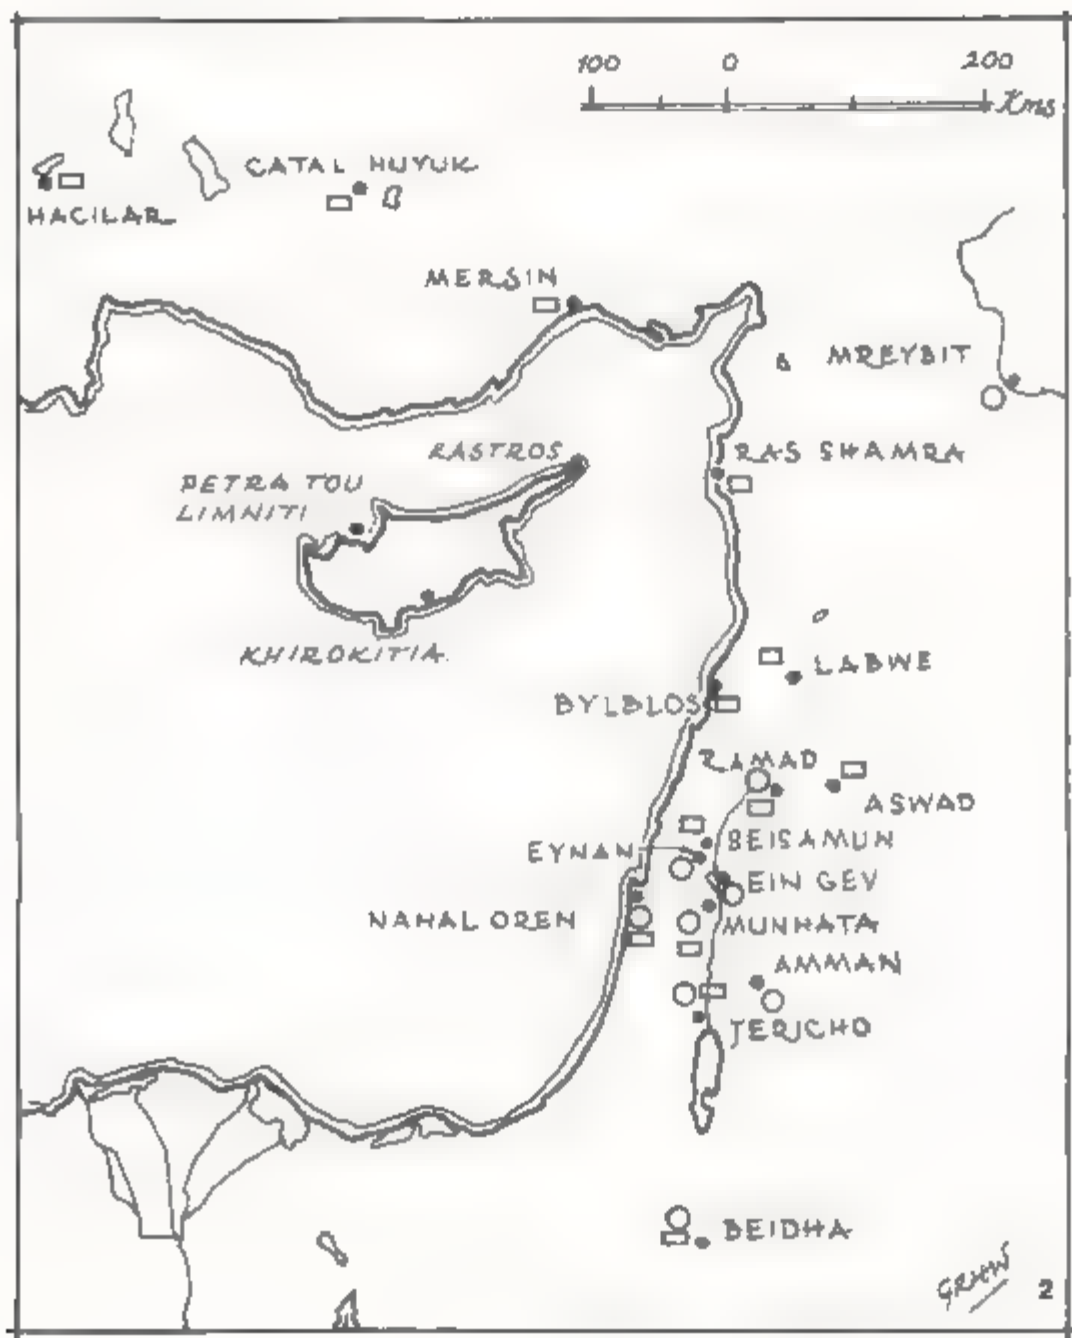 100 0 200
Kms
CATAL HUYUK
HACILAR
MERSIN
MREYBIT
RASTROS
RAS SHAMRA
PETRA TOU
LIMNITI
KHIROKITIA
LABWE
BYLBLOS
RAMAD
ASWAD
BEISAMUN
EYNAN
EIN GEV
NAHAL OREN
MUNHATA
AMMAN
JERICHO
BEIDHA
GRHW
2